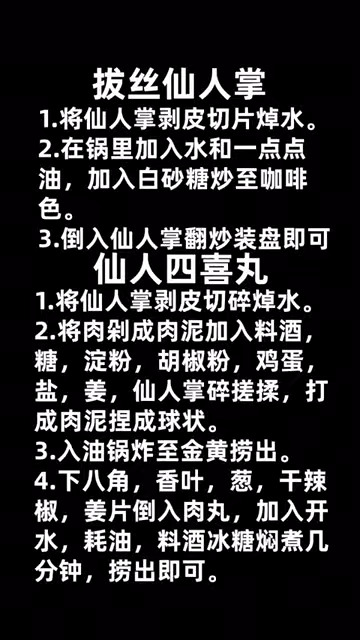 拔丝仙人掌
1.将仙人掌剥皮切片焯水。
2.在锅里加入水和一点点
油，加入白砂糖炒至咖啡
色。
3.倒入仙人掌翻炒装盘即可
仙人四喜丸
1.将仙人掌剥皮切碎焯水。
2.将肉剁成肉泥加入料酒，
糖，淀粉，胡椒粉，鸡蛋，
盐，姜，仙人掌碎搓揉，打
成肉泥捏成球状。
3.入油锅炸至金黄捞出。
4.下八角，香叶，葱，干辣
椒，姜片倒入肉丸，加入开
水，耗油，料酒冰糖焖煮几
分钟，捞出即可。